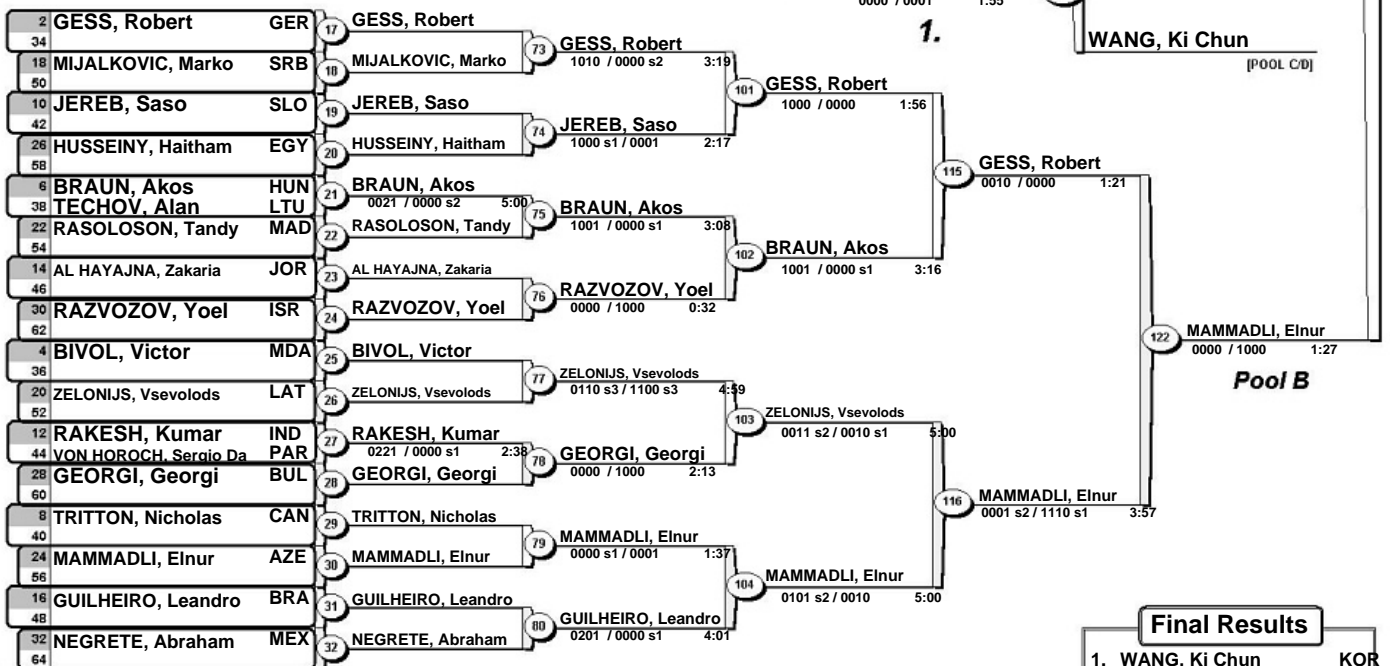 0000 / 0001 1:55
1.
WANG, Ki Chun
[POOL C/D]
2 GESS, Robert GER
34
17 GESS, Robert
18 MIJALKOVIC, Marko SRB
50
18 MIJALKOVIC, Marko
73 GESS, Robert
1010 / 0000 s2 3:19
10 JEREB, Saso SLO
42
19 JEREB, Saso
101 GESS, Robert
1000 / 0000 1:56
26 HUSSEINY, Haitham EGY
58
20 HUSSEINY, Haitham
74 JEREB, Saso
1000 s1 / 0001 2:17
6 BRAUN, Akos HUN
38 TECHOV, Alan LTU
21 BRAUN, Akos
0021 / 0000 s2 5:00
115 GESS, Robert
0010 / 0000 1:21
22 RASOLOSON, Tandy MAD
54
22 RASOLOSON, Tandy
75 BRAUN, Akos
1001 / 0000 s1 3:08
14 AL HAYAJNA, Zakaria JOR
46
23 AL HAYAJNA, Zakaria
102 BRAUN, Akos
1001 / 0000 s1 3:16
30 RAZVOZOV, Yoel ISR
62
24 RAZVOZOV, Yoel
76 RAZVOZOV, Yoel
0000 / 1000 0:32
4 BIVOL, Victor MDA
36
25 BIVOL, Victor
122 MAMMADLI, Elnur
0000 / 1000 1:27
Pool B
20 ZELONIJS, Vsevolods LAT
52
26 ZELONIJS, Vsevolods
77 ZELONIJS, Vsevolods
0110 s3 / 1100 s3 4:59
12 RAKESH, Kumar IND
44 VON HOROCH, Sergio Da PAR
27 RAKESH, Kumar
0221 / 0000 s1 2:38
103 ZELONIJS, Vsevolods
0011 s2 / 0010 s1 5:00
28 GEORGI, Georgi BUL
60
28 GEORGI, Georgi
78 GEORGI, Georgi
0000 / 1000 2:13
8 TRITTON, Nicholas CAN
40
29 TRITTON, Nicholas
116 MAMMADLI, Elnur
0001 s2 / 1110 s1 3:57
24 MAMMADLI, Elnur AZE
56
30 MAMMADLI, Elnur
79 MAMMADLI, Elnur
0000 s1 / 0001 1:37
16 GUILHEIRO, Leandro BRA
48
31 GUILHEIRO, Leandro
104 MAMMADLI, Elnur
0101 s2 / 0010 5:00
32 NEGRETE, Abraham MEX
64
32 NEGRETE, Abraham
80 GUILHEIRO, Leandro
0201 / 0000 s1 4:01
Final Results
1. WANG, Ki Chun KOR